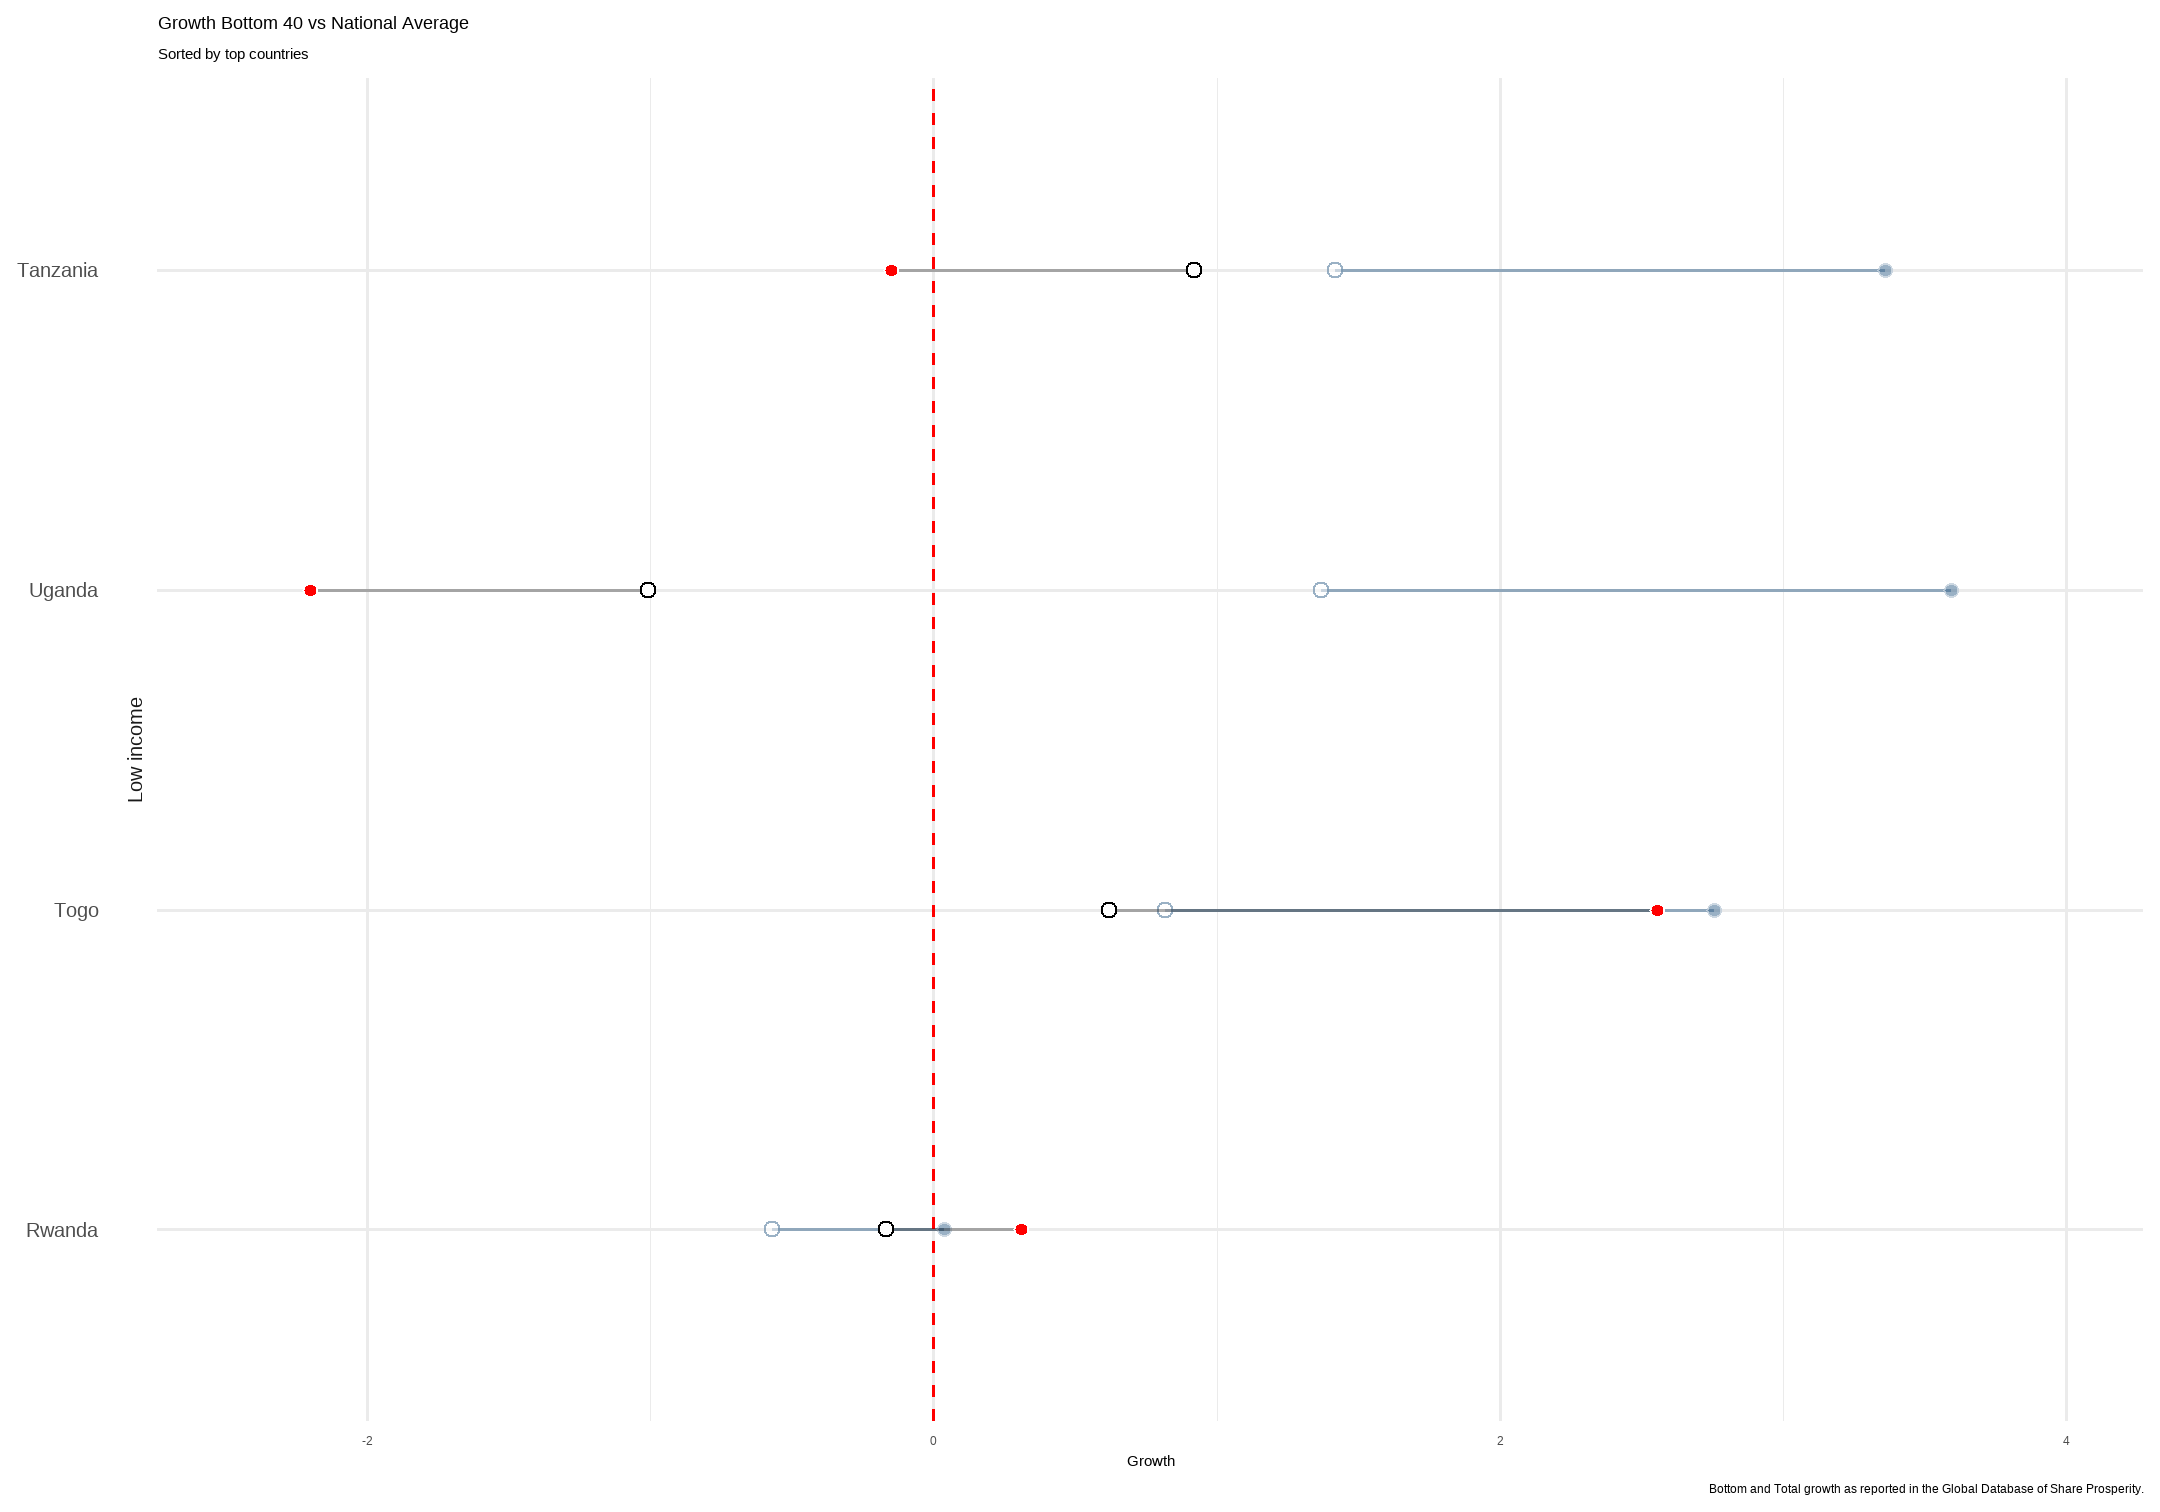 Growth Bottom 40 vs National Average
Sorted by top countries
Tanzania
Uganda
Low income
Togo
Rwanda
-2
0
2
4
Growth
Bottom and Total growth as reported in the Global Database of Share Prosperity.